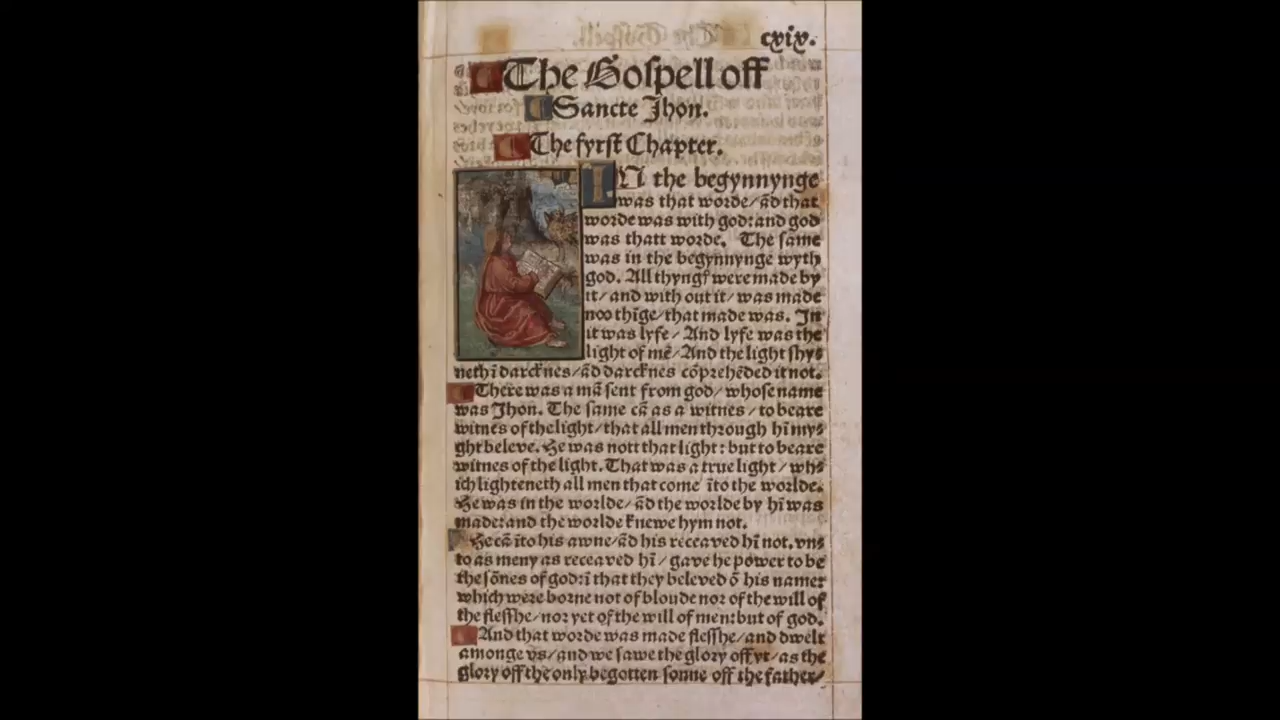 cxix.
The Gospell off
Sancte Jhon.
The fyrst Chapter.
IN the begynnynge
was that worde/ ād that
worde was with god: and god
was thatt worde. The same
was in the begynnynge wyth
god. All thyngꝭ were made by
it/ and with out it/ was made
noo thīge/ that made was. In
it was lyfe/ And lyfe was the
light of mē/ And the light shy⸗
neth ī darcknes/ ād darcknes cōprehēded it not.
There was a mā sent from god/ whose name
was Jhon. The same cā as a witnes/ to beare
witnes of the light/ that all men through hī my⸗
ght beleve. He was nott that light: but to beare
witnes of the light. That was a true light/ wh⸗
ich lighteneth all men that come īto the worlde.
He was in the worlde/ ād the worlde by hī was
made: and the worlde knewe hym not.
He cā īto his awne/ ād his receaved hī not. vn⸗
to as meny as receaved hī/ gave he power to be
the sōnes of god: ī that they beleved ō his name:
which were borne not of bloude nor of the will of
the flesshe/ nor yet of the will of men: but of god.
And that worde was made flesshe/ and dwelt
amonge vs/ and we sawe the glory off yt/ as the
glory off the only begotten sonne off the father/